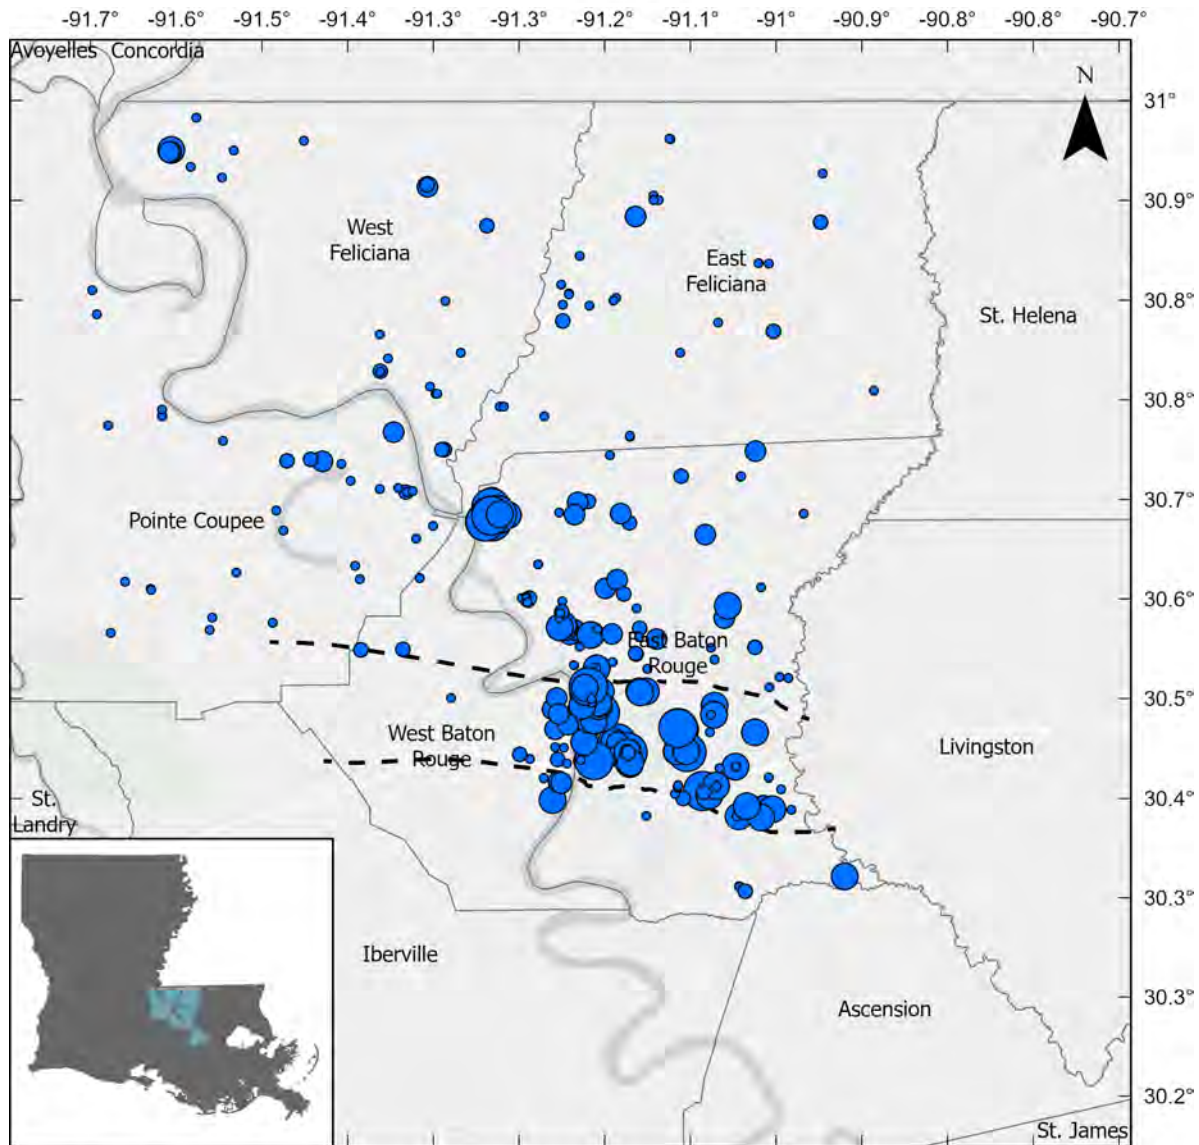 -91.7° -91.6° -91.5° -91.4° -91.3° -91.3° -91.2° -91.1° -91° -90.9° -90.8° -90.8° -90.7°
Avoyelles Concordia
N
31°
30.9°
West
Feliciana
East
Feliciana
30.8°
St. Helena
30.8°
30.7°
Pointe Coupee
30.6°
East Baton
Rouge
30.5°
West Baton
Rouge
Livingston
30.4°
St.
Landry
30.3°
Iberville
30.3°
Ascension
30.2°
St. James